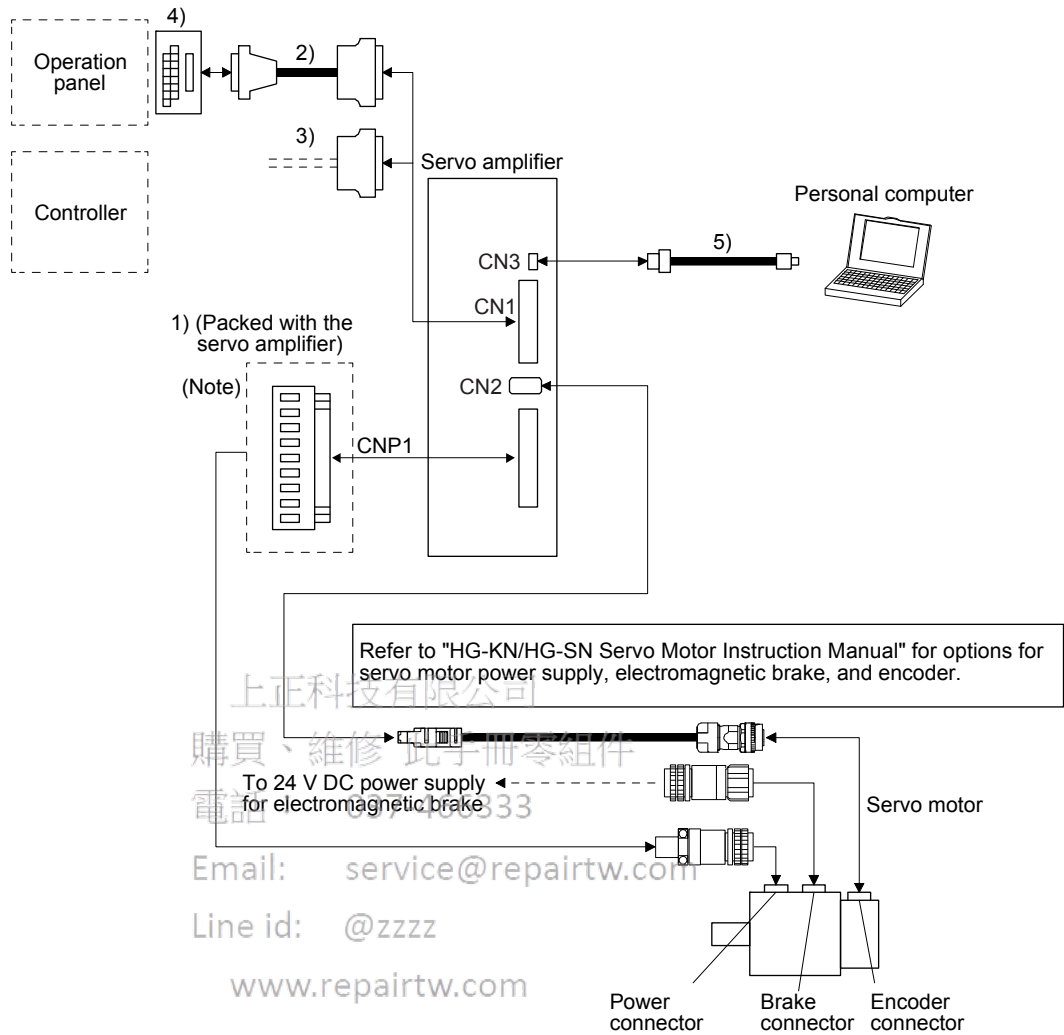 4)
2)
Operation
panel
3)
Servo amplifier
Personal computer
Controller
5)
CN3
CN1
1) (Packed with the
servo amplifier)
CN2
(Note)
CNP1
Refer to "HG-KN/HG-SN Servo Motor Instruction Manual" for options for
servo motor power supply, electromagnetic brake, and encoder.
上正科技有限公司
購買、維修 此手冊零組件
To 24 V DC power supply
for electromagnetic brake
電話: 037-466333
Servo motor
Email: service@repairtw.com
Line id: @zzzz
www.repairtw.com
Power
connector
Brake
connector
Encoder
connector